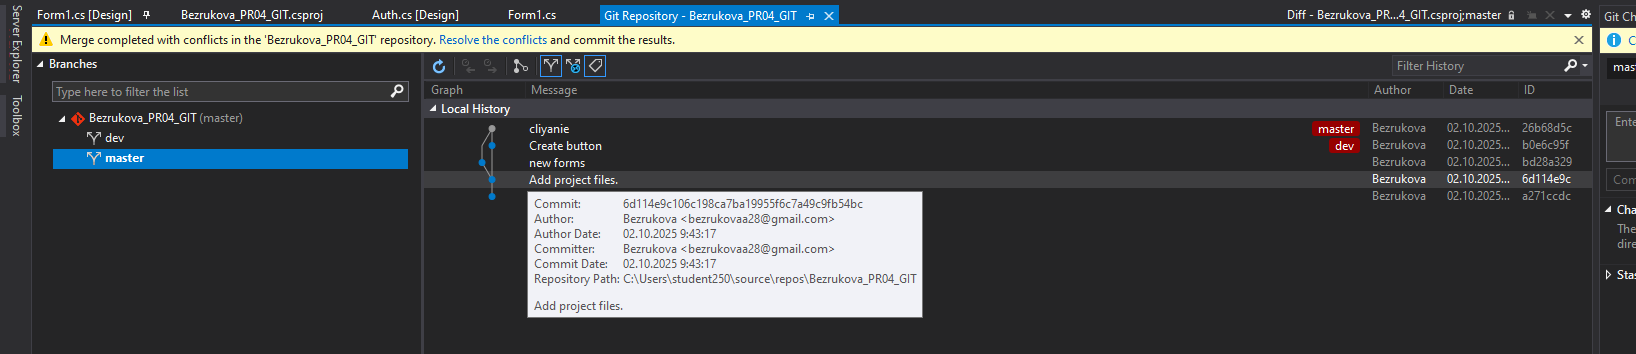 Server Explorer
Toolbox
Form1.cs [Design]
Bezrukova_PR04_GIT.csproj
Auth.cs [Design]
Form1.cs
Git Repository - Bezrukova_PR04_GIT
Diff - Bezrukova_PR...4_GIT.csproj;master
Git Ch
Merge completed with conflicts in the 'Bezrukova_PR04_GIT' repository. Resolve the conflicts and commit the results.
C
Branches
Filter History
mas
Type here to filter the list
Graph Message Author Date ID
Local History
Bezrukova_PR04_GIT (master)
dev
master
cliyanie master Bezrukova 02.10.2025... 26b68d5c
Create button dev Bezrukova 02.10.2025... b0e6c95f
new forms Bezrukova 02.10.2025... bd28a329
Add project files. Bezrukova 02.10.2025... 6d114e9c
Bezrukova 02.10.2025... a271ccdc
Commit: 6d114e9c106c198ca7ba19955f6c7a49c9fb54bc
Author: Bezrukova <bezrukovaa28@gmail.com>
Author Date: 02.10.2025 9:43:17
Committer: Bezrukova <bezrukovaa28@gmail.com>
Commit Date: 02.10.2025 9:43:17
Repository Path: C:\Users\student250\source\repos\Bezrukova_PR04_GIT
Add project files.
Ente
Com
Cha
The
dire
Stas